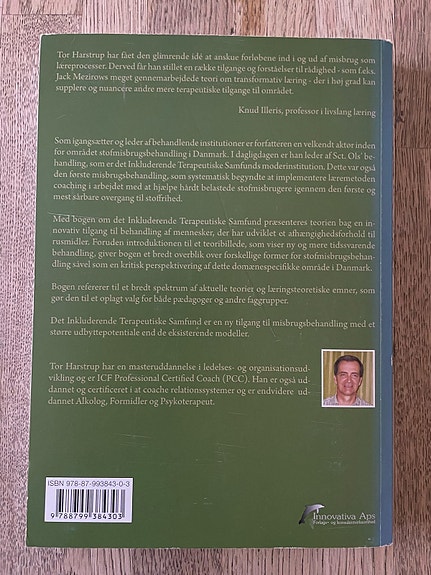 Tor Harstrup har fået den glimrende idé at anskue forløbene ind i og ud af misbrug som
læreprocesser. Derved får han stillet en række tilgange og forståelser til rådighed - som f.eks.
Jack Mezirows meget gennemarbejdede teori om transformativ læring - der i høj grad kan
supplere og nuancere andre mere terapeutiske tilgange til området.
Knud Illeris, professor i livslang læring
Som igangsætter og leder af behandlende institutioner er forfatteren en velkendt aktør inden
for området stofmisbrugsbehandling i Danmark. I dagligdagen er han leder af Sct. Ols' be-
handling, som er det Inkluderende Terapeutiske Samfunds moderinstitution. Dette var også
den første misbrugsbehandling, som systematisk begyndte at implementere læremetoden
coaching i arbejdet med at hjælpe hårdt belastede stofmisbrugere igennem den første og
mest sårbare overgang til stoffrihed.
Med bogen om det Inkluderende Terapeutiske Samfund præsenteres teorien bag en in-
novativ tilgang til behandling af mennesker, der har udviklet et afhængighedsforhold til
rusmidler. Foruden introduktionen til et teoribillede, som viser ny og mere tidssvarende
behandling, giver bogen et bredt overblik over forskellige former for stofmisbrugsbehan-
dling såvel som en kritisk perspektivering af dette domænespecifikke område i Danmark.
Bogen refererer til et bredt spektrum af aktuelle teorier og læringsteoretiske emner, som
gør den til et oplagt valg for både pædagoger og andre faggrupper.
Det Inkluderende Terapeutiske Samfund er en ny tilgang til misbrugsbehandling med et
større udbyttepotentiale end de eksisterende modeller.
Tor Harstrup har en masteruddannelse i ledelses- og organisationsud-
vikling og er ICF Professional Certified Coach (PCC). Han er også ud-
dannet og certificeret i at coache relationssystemer og er endvidere ud-
dannet Alkolog, Formidler og Psykoterapeut.
ISBN 978-87-993843-0-3
9 788799 384303
Innovativa Aps
Forlags- og konsulentvirksomhed